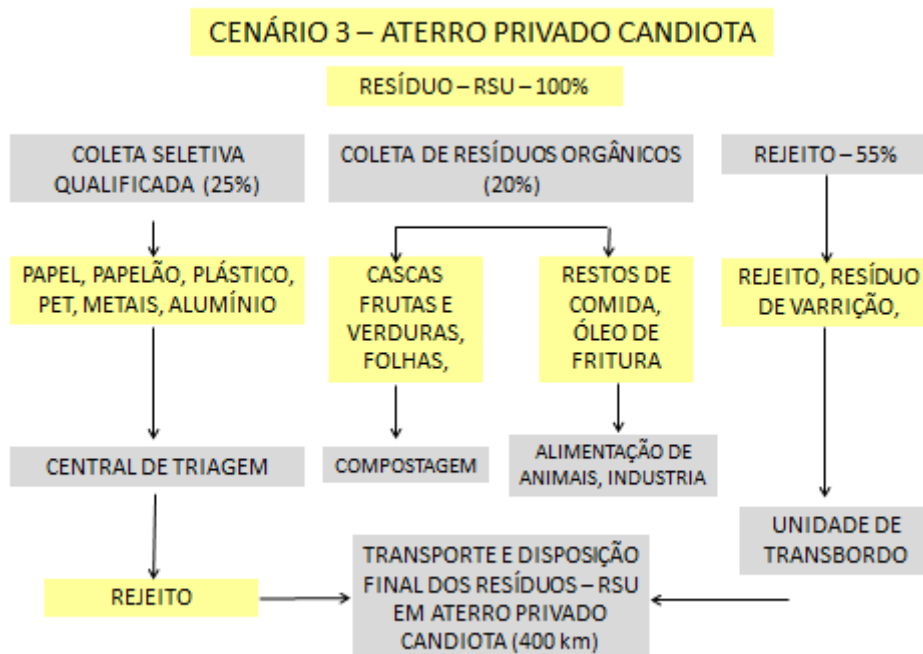 CENÁRIO 3 – ATERRO PRIVADO CANDIOTA
RESÍDUO – RSU – 100%
COLETA SELETIVA
QUALIFICADA (25%)
COLETA DE RESÍDUOS ORGÂNICOS
(20%)
REJEITO – 55%
PAPEL, PAPELÃO, PLÁSTICO,
PET, METAIS, ALUMÍNIO
CASCAS
FRUTAS E
VERDURAS,
FOLHAS,
RESTOS DE
COMIDA,
ÓLEO DE
FRITURA
REJEITO, RESÍDUO
DE VARRIÇÃO,
CENTRAL DE TRIAGEM
COMPOSTAGEM
ALIMENTAÇÃO DE
ANIMAIS, INDUSTRIA
UNIDADE DE
TRANSBORDO
REJEITO
TRANSPORTE E DISPOSIÇÃO
FINAL DOS RESÍDUOS – RSU
EM ATERRO PRIVADO
CANDIOTA (400 km)